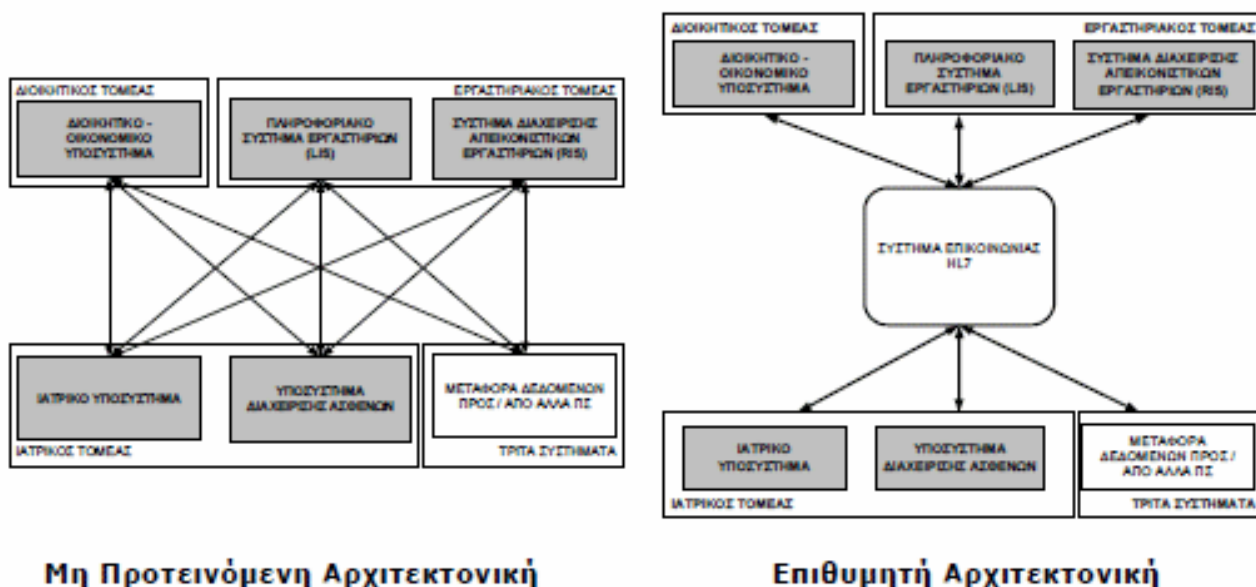 ΔΙΟΙΚΗΤΙΚΟΣ ΤΟΜΕΑΣ
ΕΡΓΑΣΤΗΡΙΑΚΟΣ ΤΟΜΕΑΣ
ΔΙΟΙΚΗΤΙΚΟ -
ΟΙΚΟΝΟΜΙΚΟ
ΥΠΟΣΥΣΤΗΜΑ
ΠΛΗΡΟΦΟΡΙΑΚΟ
ΣΥΣΤΗΜΑ ΕΡΓΑΣΤΗΡΙΩΝ
(LIS)
ΣΥΣΤΗΜΑ ΔΙΑΧΕΙΡΙΣΗΣ
ΑΠΕΙΚΟΝΙΣΤΙΚΩΝ
ΕΡΓΑΣΤΗΡΙΩΝ (RIS)
ΙΑΤΡΙΚΟ ΥΠΟΣΥΣΤΗΜΑ
ΥΠΟΣΥΣΤΗΜΑ
ΔΙΑΧΕΙΡΙΣΗΣ ΑΣΘΕΝΩΝ
ΜΕΤΑΦΟΡΑ ΔΕΔΟΜΕΝΩΝ
ΠΡΟΣ / ΑΠΟ ΑΛΛΑ ΠΣ
ΙΑΤΡΙΚΟΣ ΤΟΜΕΑΣ
ΤΡΙΤΑ ΣΥΣΤΗΜΑΤΑ
Μη Προτεινόμενη Αρχιτεκτονική
ΔΙΟΙΚΗΤΙΚΟΣ ΤΟΜΕΑΣ
ΕΡΓΑΣΤΗΡΙΑΚΟΣ ΤΟΜΕΑΣ
ΔΙΟΙΚΗΤΙΚΟ -
ΟΙΚΟΝΟΜΙΚΟ
ΥΠΟΣΥΣΤΗΜΑ
ΠΛΗΡΟΦΟΡΙΑΚΟ
ΣΥΣΤΗΜΑ
ΕΡΓΑΣΤΗΡΙΩΝ (LIS)
ΣΥΣΤΗΜΑ ΔΙΑΧΕΙΡΙΣΗΣ
ΑΠΕΙΚΟΝΙΣΤΙΚΩΝ
ΕΡΓΑΣΤΗΡΙΩΝ (RIS)
ΣΥΣΤΗΜΑ ΕΠΙΚΟΙΝΩΝΙΑΣ
HL7
ΙΑΤΡΙΚΟ
ΥΠΟΣΥΣΤΗΜΑ
ΥΠΟΣΥΣΤΗΜΑ
ΔΙΑΧΕΙΡΙΣΗΣ ΑΣΘΕΝΩΝ
ΜΕΤΑΦΟΡΑ
ΔΕΔΟΜΕΝΩΝ ΠΡΟΣ /
ΑΠΟ ΑΛΛΑ ΠΣ
ΙΑΤΡΙΚΟΣ ΤΟΜΕΑΣ
ΤΡΙΤΑ ΣΥΣΤΗΜΑΤΑ
Επιθυμητή Αρχιτεκτονική